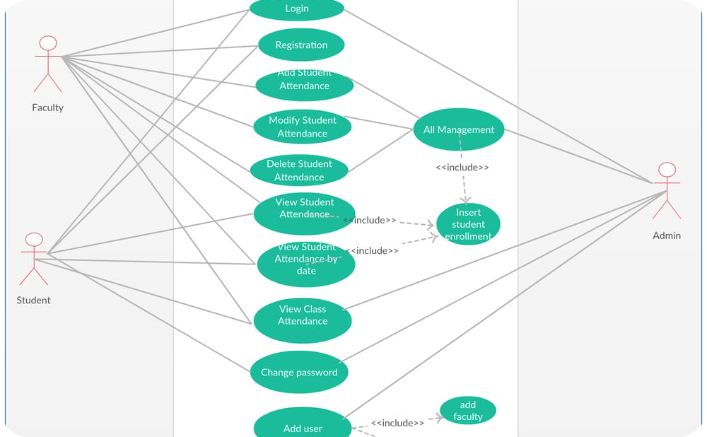 Login
Registration
Add Student
Attendance
Faculty
Modify Student
Attendance
All Management
Delete Student
Attendance
<<include>>
View Student
Attendance
<<include>>
Insert
student
enrollment
Admin
View Student
Attendance by
date
<<include>>
Student
View Class
Attendance
Change password
add
faculty
Add user
<<include>>